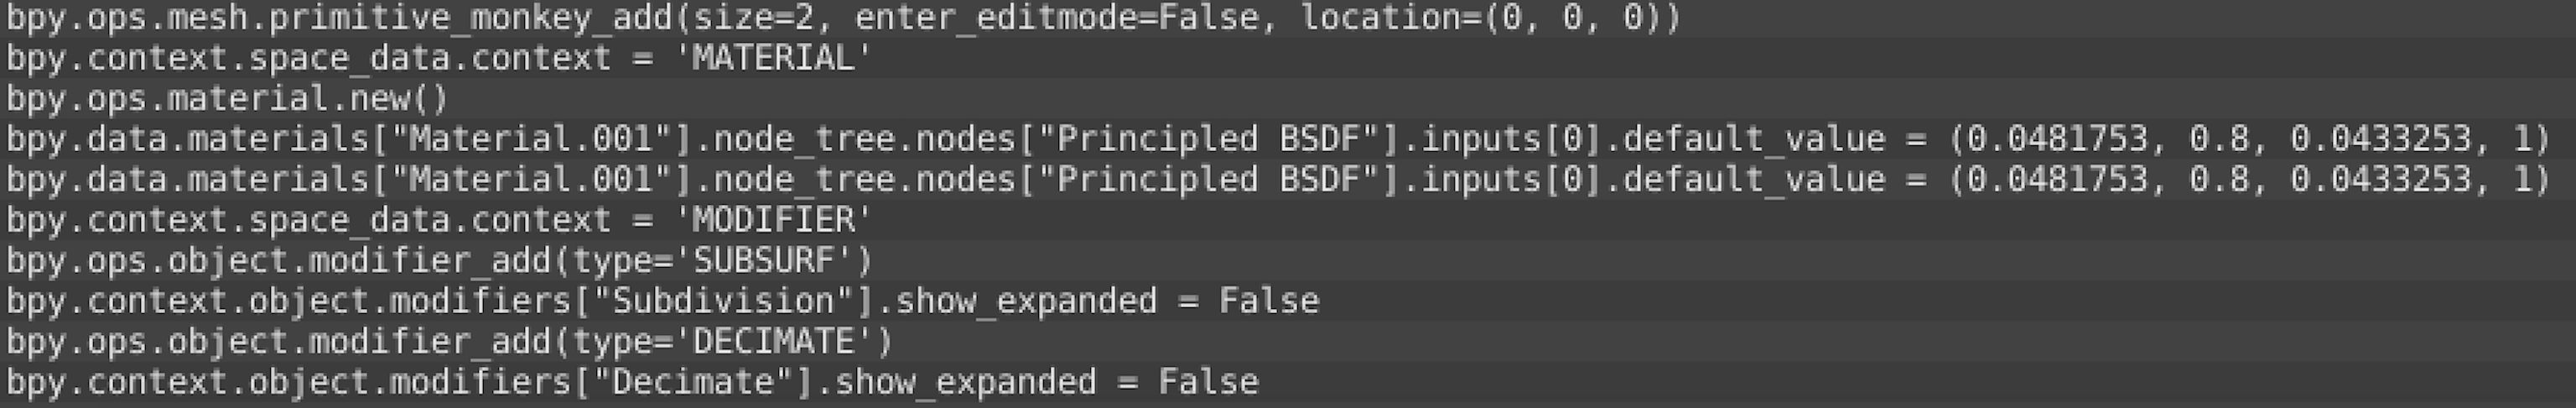 bpy.ops.mesh.primitive_monkey_add(size=2, enter_editmode=False, location=(0, 0, 0))
bpy.context.space_data.context = 'MATERIAL'
bpy.ops.material.new()
bpy.data.materials["Material.001"].node_tree.nodes["Principled BSDF"].inputs[0].default_value = (0.0481753, 0.8, 0.0433253, 1)
bpy.data.materials["Material.001"].node_tree.nodes["Principled BSDF"].inputs[0].default_value = (0.0481753, 0.8, 0.0433253, 1)
bpy.context.space_data.context = 'MODIFIER'
bpy.ops.object.modifier_add(type='SUBSURF')
bpy.context.object.modifiers["Subdivision"].show_expanded = False
bpy.ops.object.modifier_add(type='DECIMATE')
bpy.context.object.modifiers["Decimate"].show_expanded = False